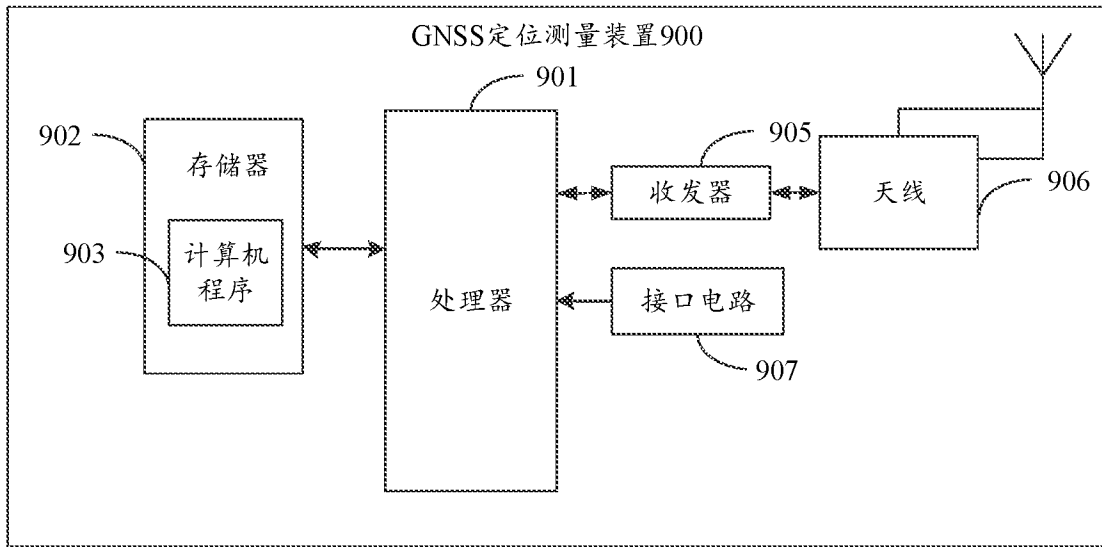 GNSS定位测量装置900
901
902
存储器
903
计算机
程序
处理器
905
收发器
天线
906
接口电路
907